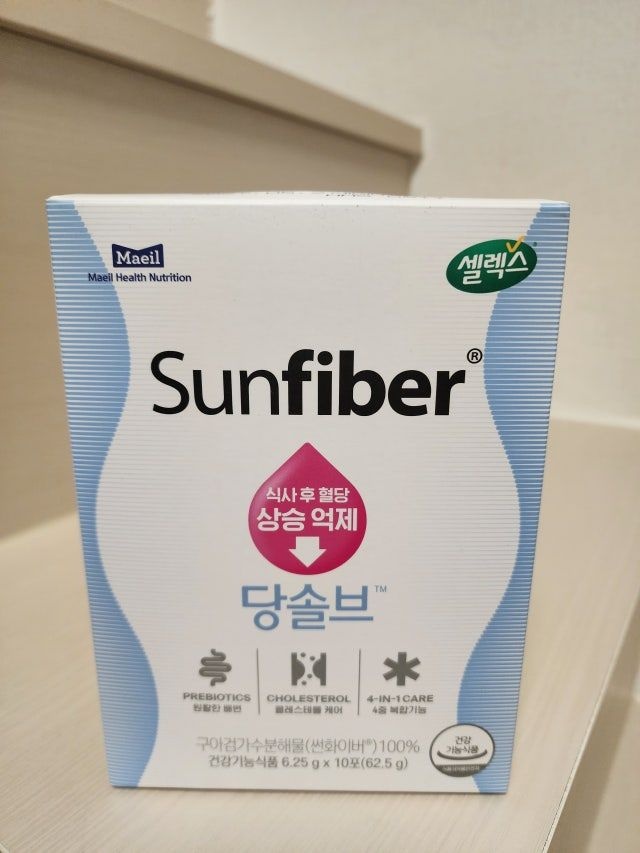 Maeil
Maeil Health Nutrition
셀렉스
Sunfiber®
식사 후 혈당
상승 억제
당솔브™
PREBIOTICS
원활한 배변
CHOLESTEROL
콜레스테롤 케어
4-IN-1 CARE
4중 복합기능
구아검가수분해물(썬화이버®)100%
건강기능식품 6.25 g x 10포(62.5 g)
건강
기능식품